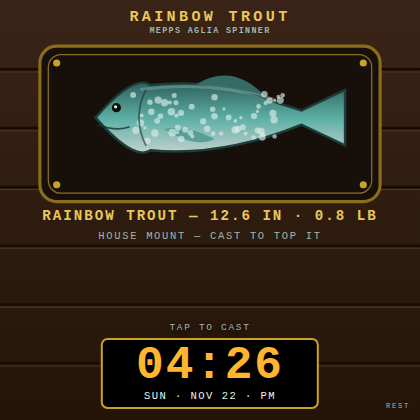 RAINBOW TROUT
MEPPS AGLIA SPINNER
RAINBOW TROUT — 12.6 IN · 0.8 LB
HOUSE MOUNT — CAST TO TOP IT
TAP TO CAST
04:26
SUN · NOV 22 · PM
REST